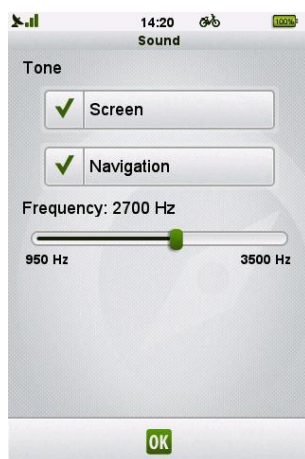 14:20
100%
Sound
Tone
Screen
Navigation
Frequency: 2700 Hz
950 Hz 3500 Hz
OK